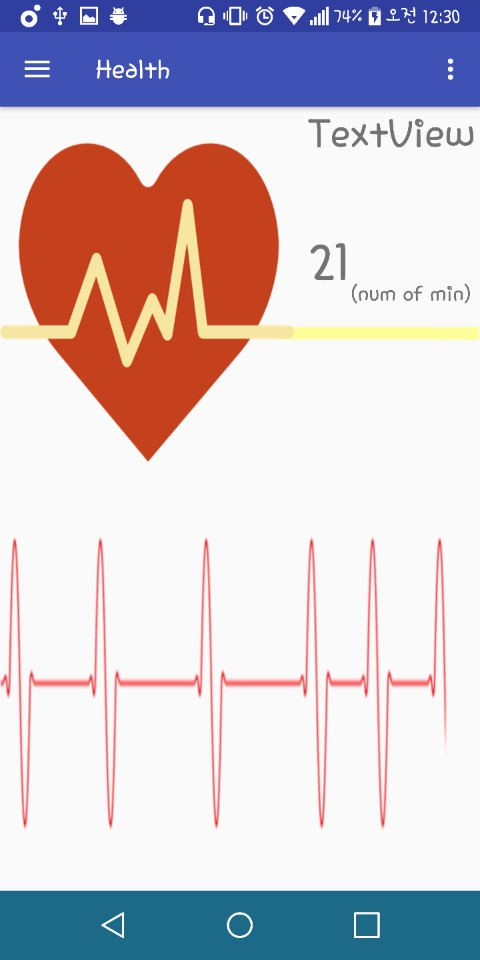 74% 오전 12:30
Health
TextView
21
(num of min)